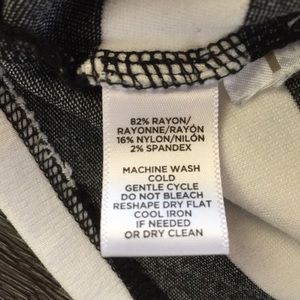 82% RAYON/
RAYONNE/RAYÓN
16% NYLON/NILÓN
2% SPANDEX
MACHINE WASH
COLD
GENTLE CYCLE
DO NOT BLEACH
RESHAPE DRY FLAT
COOL IRON
IF NEEDED
OR DRY CLEAN